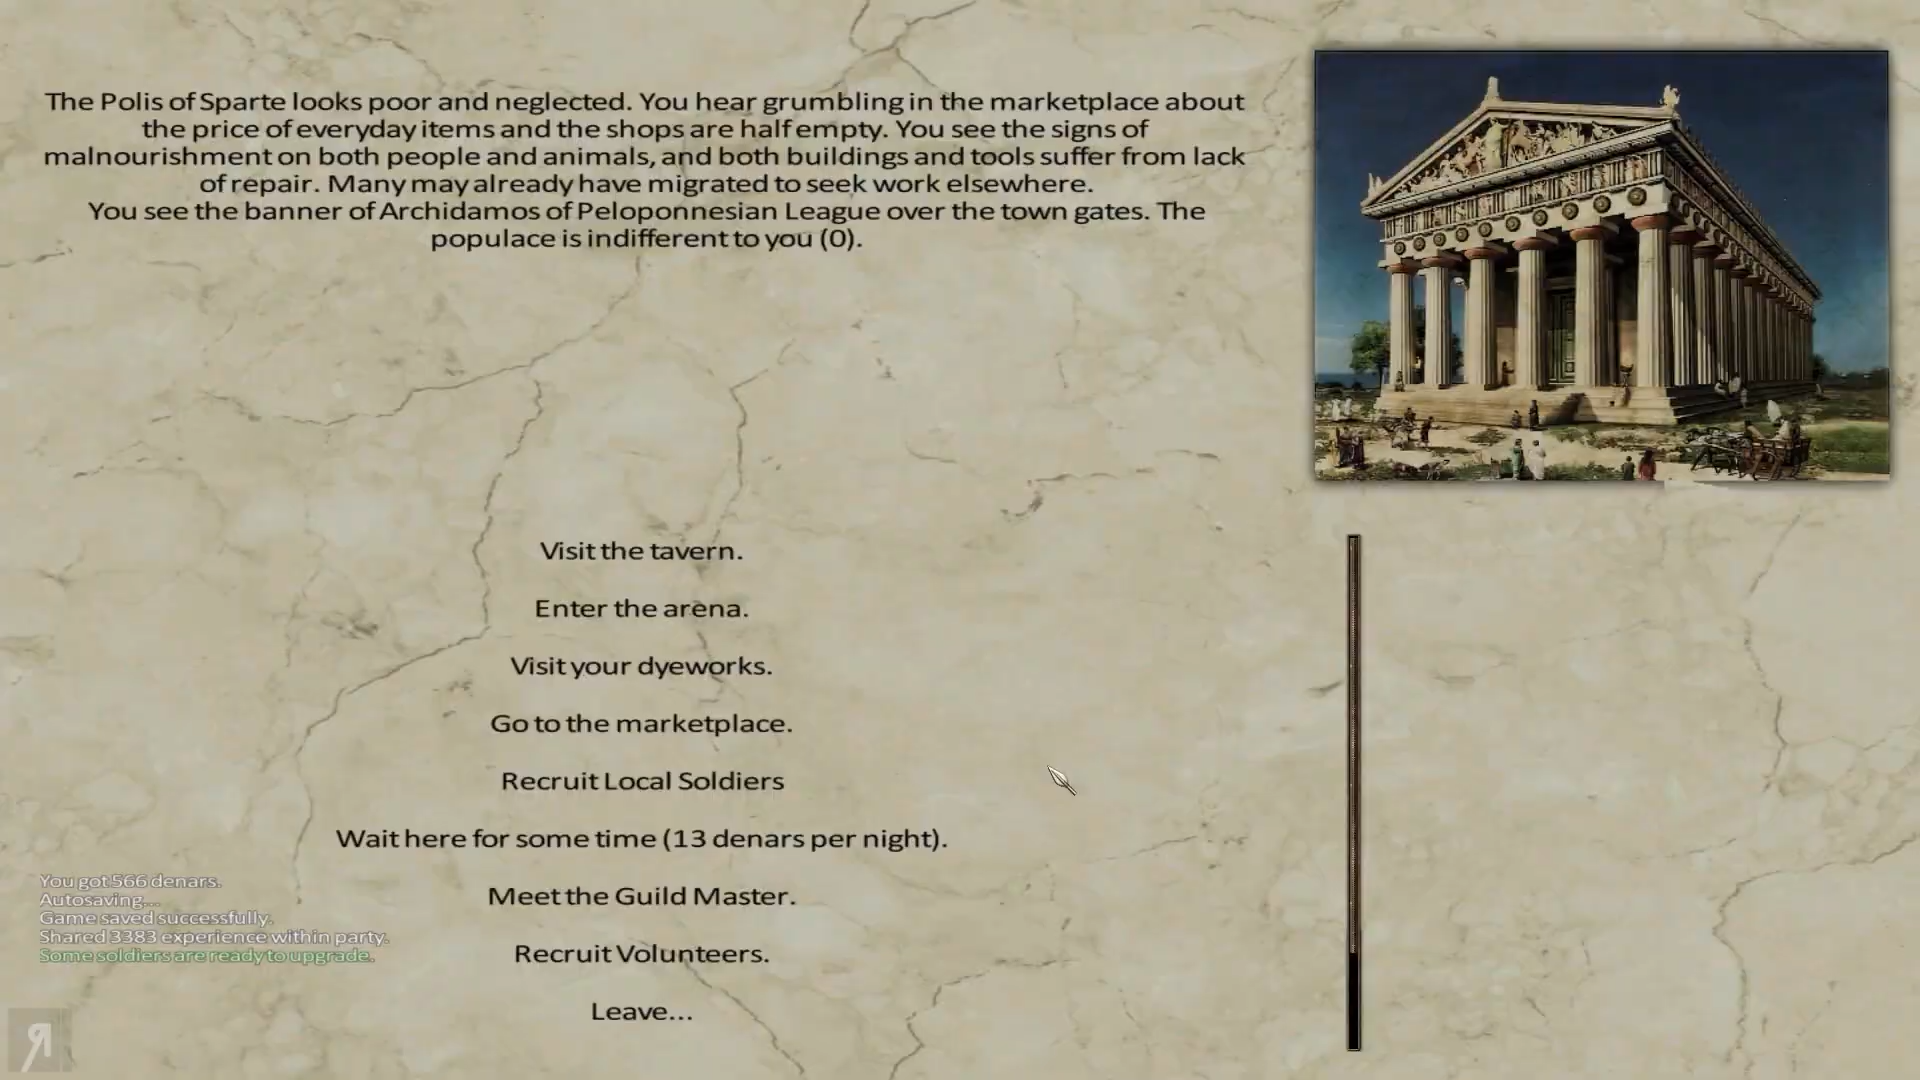 The Polis of Sparte looks poor and neglected. You hear grumbling in the marketplace about
the price of everyday items and the shops are half empty. You see the signs of
malnourishment on both people and animals, and both buildings and tools suffer from lack
of repair. Many may already have migrated to seek work elsewhere.
You see the banner of Archidamos of Peloponnesian League over the town gates. The
populace is indifferent to you (0).
Visit the tavern.
Enter the arena.
Visit your dyeworks.
Go to the marketplace.
Recruit Local Soldiers
Wait here for some time (13 denars per night).
Meet the Guild Master.
Recruit Volunteers.
Leave...
You got 566 denars.
Autosaving...
Game saved successfully.
Shared 3383 experience within party.
Some soldiers are ready to upgrade.